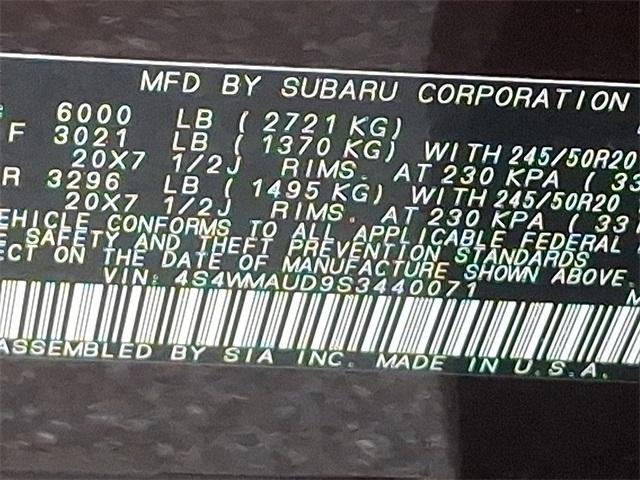 MFD BY SUBARU CORPORATION
6000 LB ( 2721 KG)
F 3021 LB ( 1370 KG) WITH 245/50R20
20X7 1/2J RIMS. AT 230 KPA ( 33
R 3296 LB ( 1495 KG) WITH 245/50R20
20X7 1/2J RIMS. AT 230 KPA ( 33
EHICLE CONFORMS TO ALL APPLICABLE FEDERAL
SAFETY AND THEFT PREVENTION STANDARDS
ECT ON THE DATE OF MANUFACTURE SHOWN ABOVE.
VIN: 4S4WMAUD9S3440071
ASSEMBLED BY SIA INC. MADE IN U.S.A.